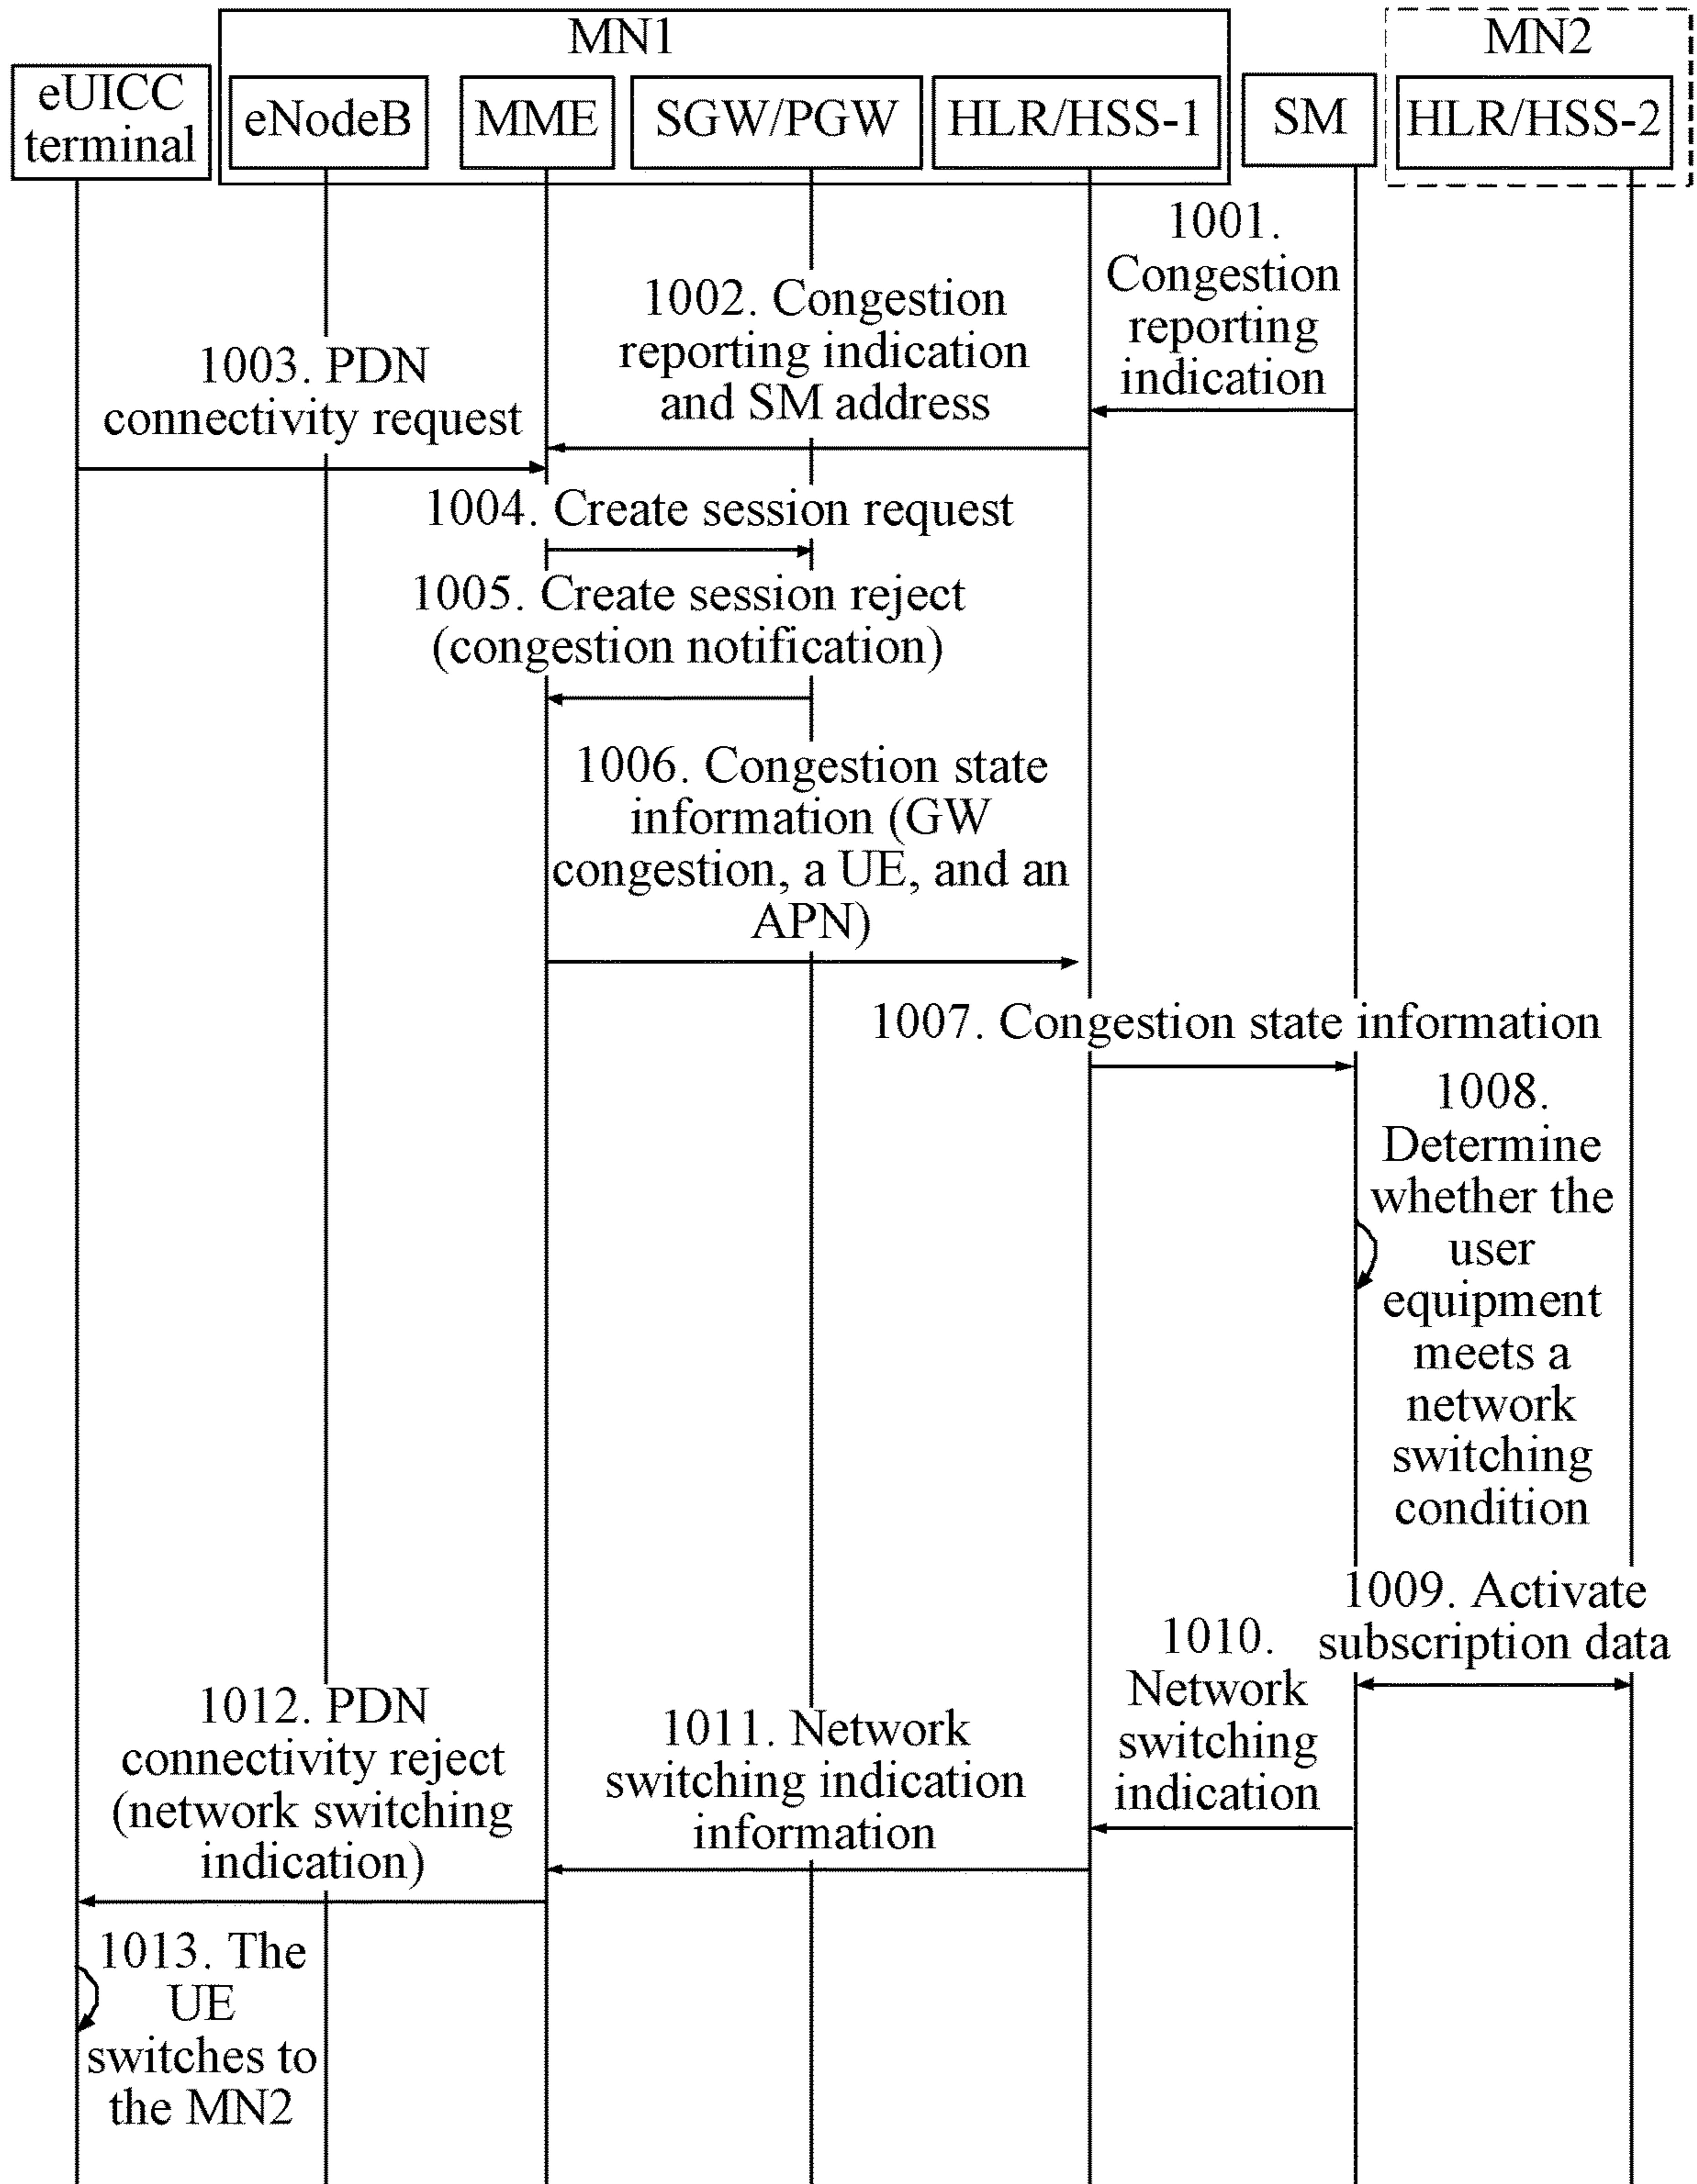 MN1
MN2
eUICC
terminal
eNodeB
MME
SGW/PGW
HLR/HSS-1
SM
HLR/HSS-2
1001.
Congestion
reporting
indication
1002. Congestion
reporting indication
and SM address
1003. PDN
connectivity request
1004. Create session request
1005. Create session reject
(congestion notification)
1006. Congestion state
information (GW
congestion, a UE, and an
APN)
1007. Congestion state information
1008.
Determine
whether the
user
equipment
meets a
network
switching
condition
1009. Activate
subscription data
1010.
Network
switching
indication
1011. Network
switching indication
information
1012. PDN
connectivity reject
(network switching
indication)
1013. The
UE
switches to
the MN2